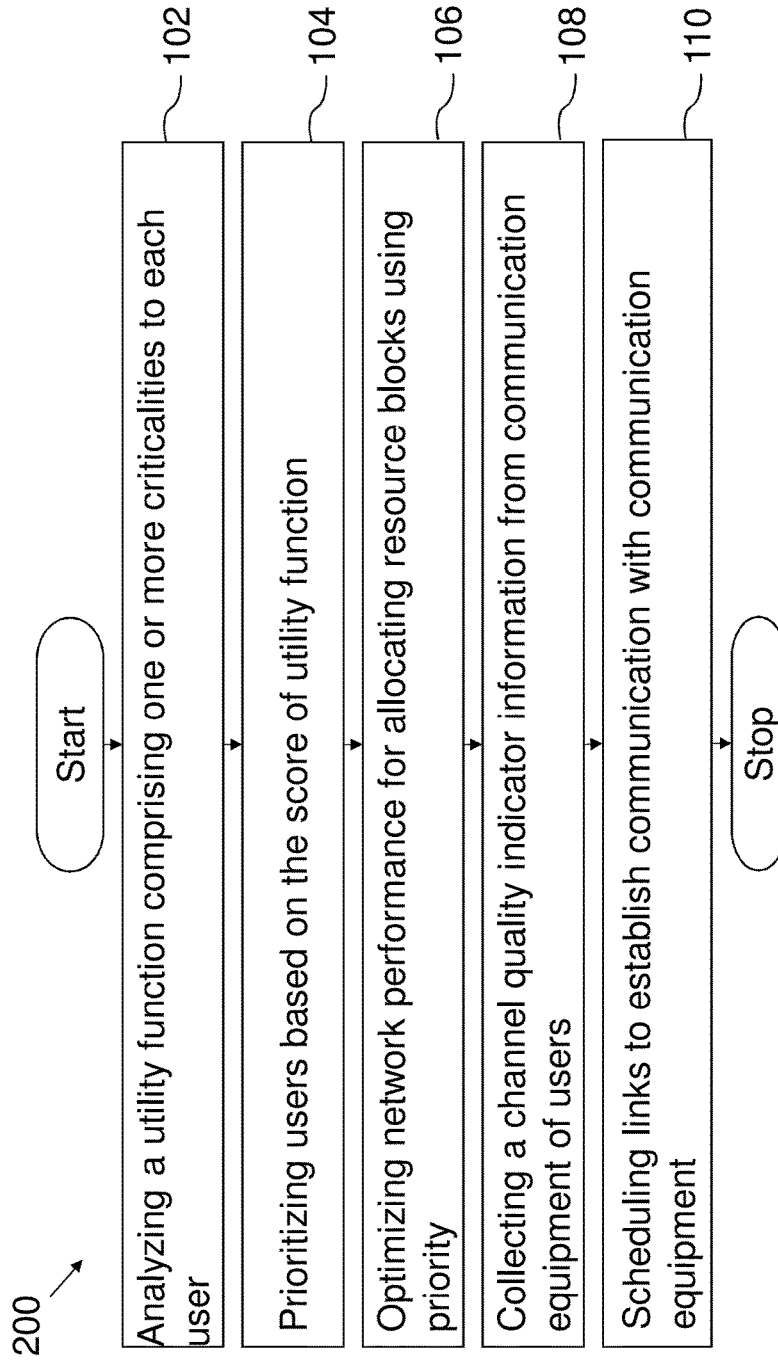 200
Start
Analyzing a utility function comprising one or more criticalities to each
user
102
Prioritizing users based on the score of utility function
104
Optimizing network performance for allocating resource blocks using
priority
106
Collecting a channel quality indicator information from communication
equipment of users
108
Scheduling links to establish communication with communication
equipment
110
Stop